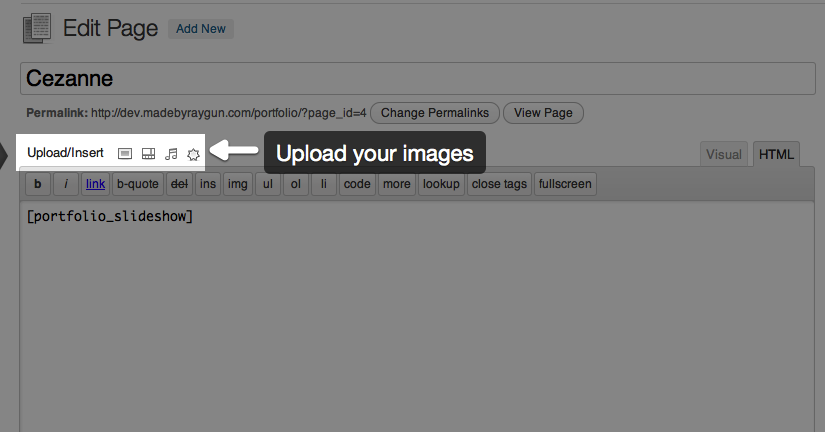 Edit Page Add New
Cezanne
Permalink: http://dev.madebyraygun.com/portfolio/?page_id=4 Change Permalinks View Page
Upload/Insert Upload your images Visual HTML
b i link b-quote del ins img ul ol li code more lookup close tags fullscreen
[portfolio_slideshow]